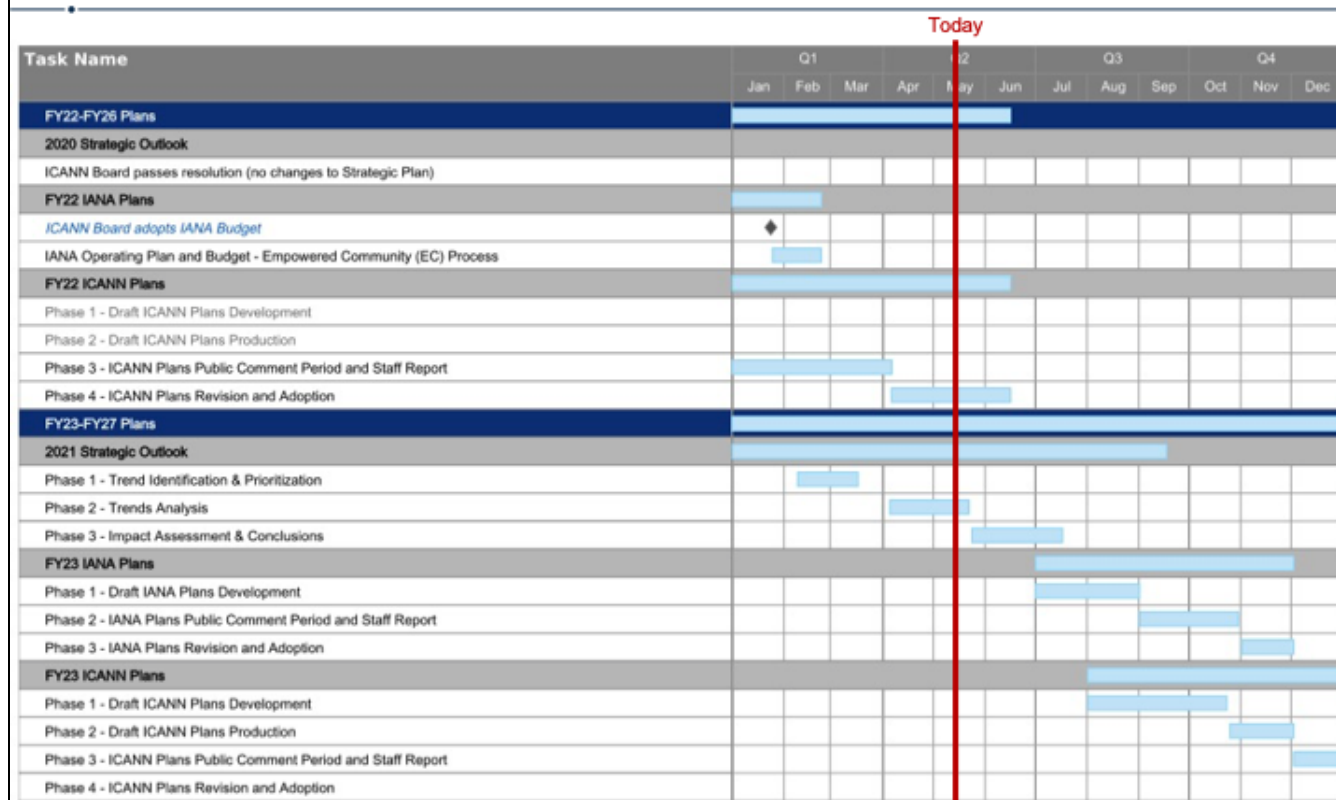 Today
Task Name
Q1 Q2 Q3 Q4
Jan Feb Mar Apr May Jun Jul Aug Sep Oct Nov Dec
FY22-FY26 Plans
2020 Strategic Outlook
ICANN Board passes resolution (no changes to Strategic Plan)
FY22 IANA Plans
ICANN Board adopts IANA Budget
IANA Operating Plan and Budget - Empowered Community (EC) Process
FY22 ICANN Plans
Phase 1 - Draft ICANN Plans Development
Phase 2 - Draft ICANN Plans Production
Phase 3 - ICANN Plans Public Comment Period and Staff Report
Phase 4 - ICANN Plans Revision and Adoption
FY23-FY27 Plans
2021 Strategic Outlook
Phase 1 - Trend Identification & Prioritization
Phase 2 - Trends Analysis
Phase 3 - Impact Assessment & Conclusions
FY23 IANA Plans
Phase 1 - Draft IANA Plans Development
Phase 2 - IANA Plans Public Comment Period and Staff Report
Phase 3 - IANA Plans Revision and Adoption
FY23 ICANN Plans
Phase 1 - Draft ICANN Plans Development
Phase 2 - Draft ICANN Plans Production
Phase 3 - ICANN Plans Public Comment Period and Staff Report
Phase 4 - ICANN Plans Revision and Adoption